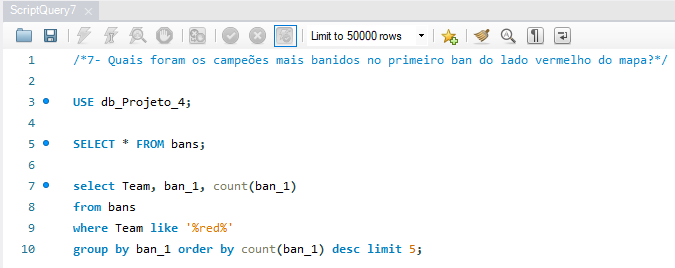 ScriptQuery7
Limit to 50000 rows
1 /*7- Quais foram os campeões mais banidos no primeiro ban do lado vermelho do mapa?*/
2
3 USE db_Projeto_4;
4
5 SELECT * FROM bans;
6
7 select Team, ban_1, count(ban_1)
8 from bans
9 where Team like '%red%'
10 group by ban_1 order by count(ban_1) desc limit 5;